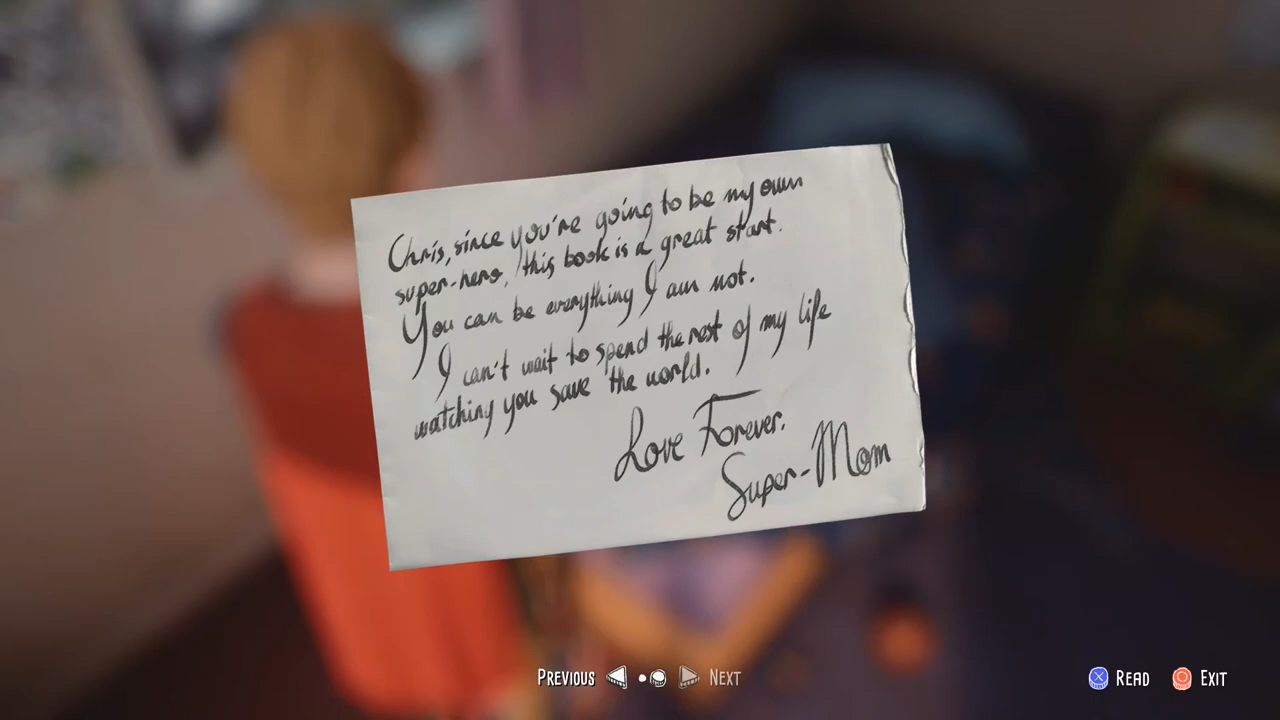 Chris, since you're going to be my own
super-hero, this book is a great start.
You can be everything I am not.
I can't wait to spend the rest of my life
watching you save the world.
Love Forever.
Super-Mom
PREVIOUS NEXT READ EXIT